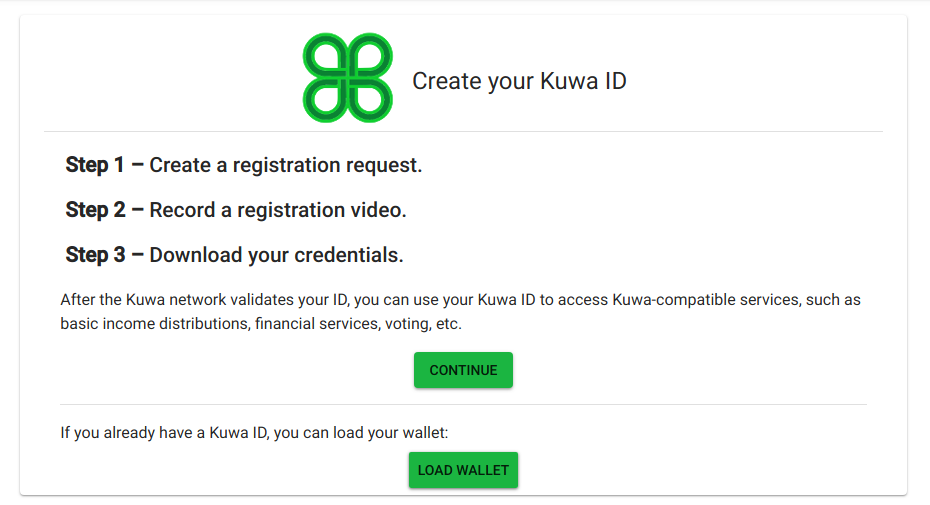 Create your Kuwa ID
Step 1 – Create a registration request.
Step 2 – Record a registration video.
Step 3 – Download your credentials.
After the Kuwa network validates your ID, you can use your Kuwa ID to access Kuwa-compatible services, such as
basic income distributions, financial services, voting, etc.
CONTINUE
If you already have a Kuwa ID, you can load your wallet:
LOAD WALLET